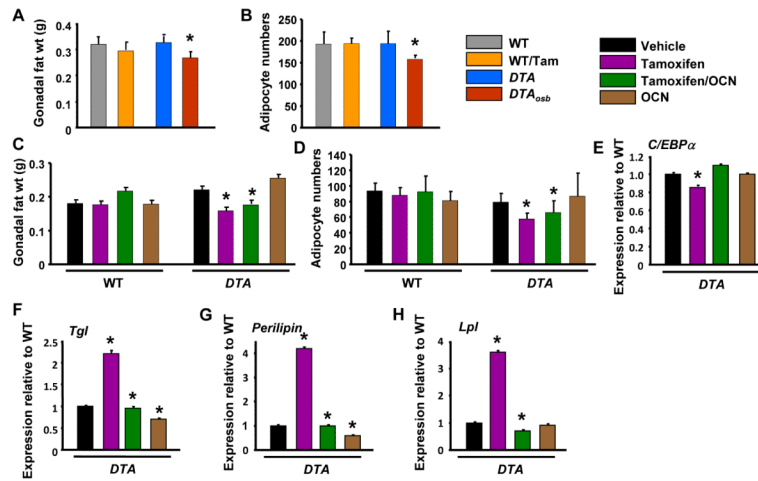 A
Gonadal fat wt (g)
0.4
0.3
0.2
0.1
0
*
B
Adipocyte numbers
250
200
150
100
50
0
*
WT
WT/Tam
DTA
DTAosb
Vehicle
Tamoxifen
Tamoxifen/OCN
OCN
C
Gonadal fat wt (g)
0.3
0.2
0.1
0
* *
WT DTA
D
Adipocyte numbers
140
120
100
80
60
40
20
0
* *
WT DTA
E
C/EBPα
Expression relative to WT
1.2
1.0
0.8
0.6
0.4
0.2
0
*
DTA
F
Tgl
Expression relative to WT
2.5
2
1.5
1
0.5
0
* * *
DTA
G
Perilipin
Expression relative to WT
4
2
0
* * *
DTA
H
Lpl
Expression relative to WT
4
3
2
1
0
* *
DTA